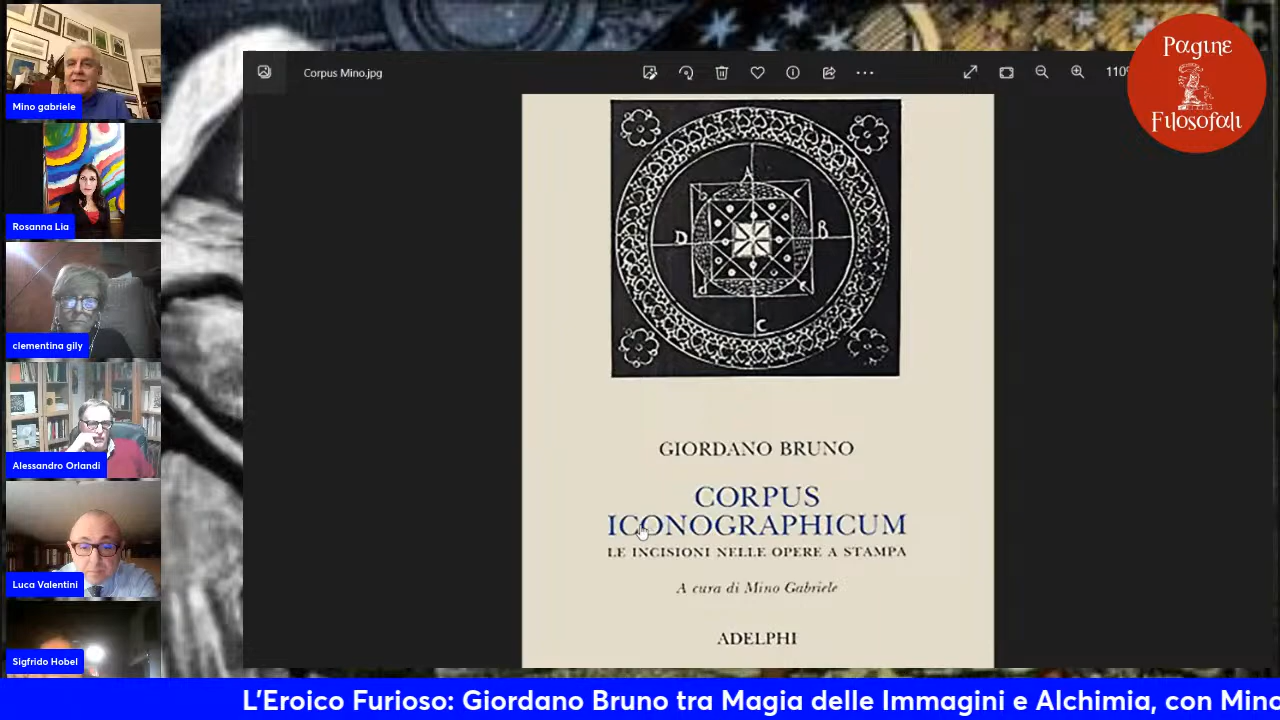 Mino gabriele
Rosanna Lia
clementina gily
Alessandro Orlandi
Luca Valentini
Sigfrido Hobel
Corpus Mino.jpg
110%
Pagine
Filosofali
A
B
C
D
GIORDANO BRUNO
CORPUS
ICONOGRAPHICUM
LE INCISIONI NELLE OPERE A STAMPA
A cura di Mino Gabriele
ADELPHI
L'Eroico Furioso: Giordano Bruno tra Magia delle Immagini e Alchimia, con Mino